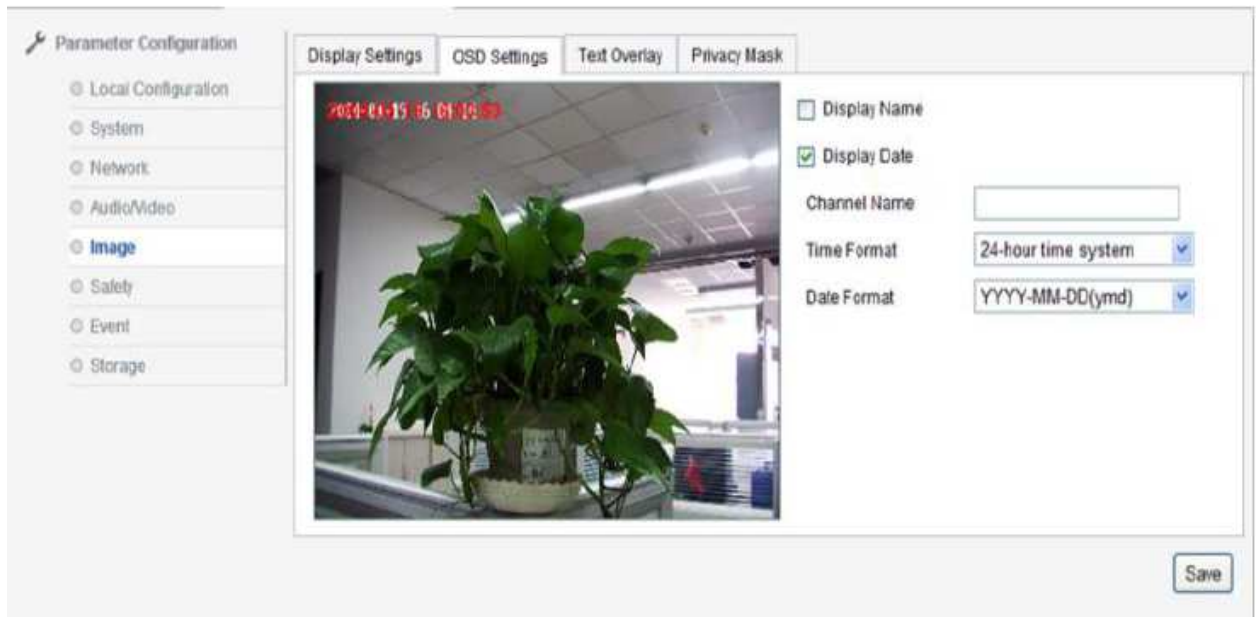 Parameter Configuration
Local Configuration
System
Network
Audio/Video
Image
Safety
Event
Storage
Display Settings
OSD Settings
Text Overlay
Privacy Mask
Display Name
Display Date
Channel Name
Time Format
24-hour time system
Date Format
YYYY-MM-DD(ymd)
Save